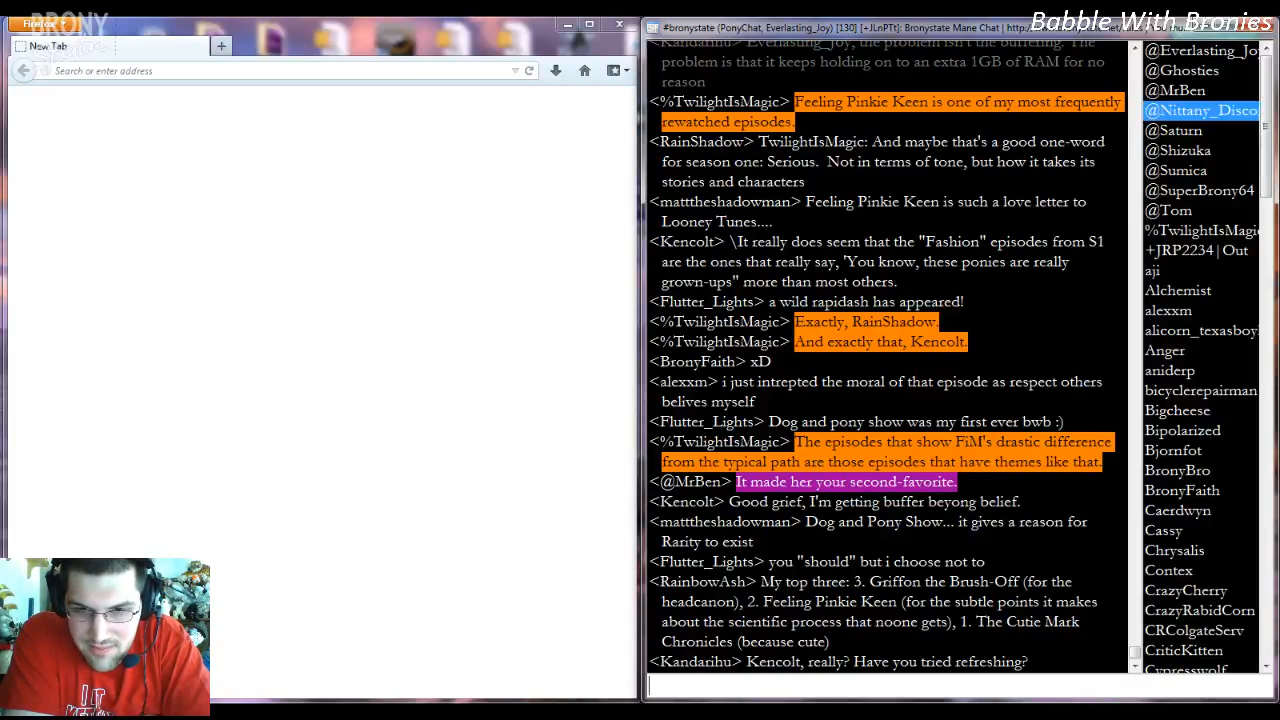 Firefox
BRONY
Babble With Bronies
#bronystate (PonyChat, Everlasting_Joy) [130] [+JLnPTt] Bronystate Mane Chat | http://
New Tab
Search or enter address
Kandarihu> Everlasting_Joy, the problem isn't the buffering. The
problem is that it keeps holding on to an extra 1GB of RAM for no
reason
<%TwilightIsMagic> Feeling Pinkie Keen is one of my most frequently
rewatched episodes.
<RainShadow> TwilightIsMagic: And maybe that's a good one-word
for season one: Serious.  Not in terms of tone, but how it takes its
stories and characters
<matttheshadowman> Feeling Pinkie Keen is such a love letter to
Looney Tunes....
<Kencolt> \It really does seem that the "Fashion" episodes from S1
are the ones that really say, 'You know, these ponies are really
grown-ups" more than most others.
<Flutter_Lights> a wild rapidash has appeared!
<%TwilightIsMagic> Exactly, RainShadow.
<%TwilightIsMagic> And exactly that, Kencolt.
<BronyFaith> xD
<alexxm> i just intrepted the moral of that episode as respect others
belives myself
<Flutter_Lights> Dog and pony show was my first ever bwb :)
<%TwilightIsMagic> The episodes that show FiM's drastic difference
from the typical path are those episodes that have themes like that.
<@MrBen> It made her your second-favorite.
<Kencolt> Good grief, I'm getting buffer beyong belief.
<matttheshadowman> Dog and Pony Show... it gives a reason for
Rarity to exist
<Flutter_Lights> you "should" but i choose not to
<RainbowAsh> My top three: 3. Griffon the Brush-Off (for the
headcanon), 2. Feeling Pinkie Keen (for the subtle points it makes
about the scientific process that noone gets), 1. The Cutie Mark
Chronicles (because cute)
<Kandarihu> Kencolt, really? Have you tried refreshing?
@Everlasting_Jo
@Ghosties
@MrBen
@Nittany_Disco
@Saturn
@Shizuka
@Sumica
@SuperBrony64
@Tom
%TwilightIsMagic
+JRP2234|Out
aji
Alchemist
alexxm
alicorn_texasboy
Anger
aniderp
bicyclerepairman
Bigcheese
Bipolarized
Bjornfot
BronyBro
BronyFaith
Caerdwyn
Cassy
Chrysalis
Contex
CrazyCherry
CrazyRabidCorn
CRColgateServ
CriticKitten
Cypresswolf